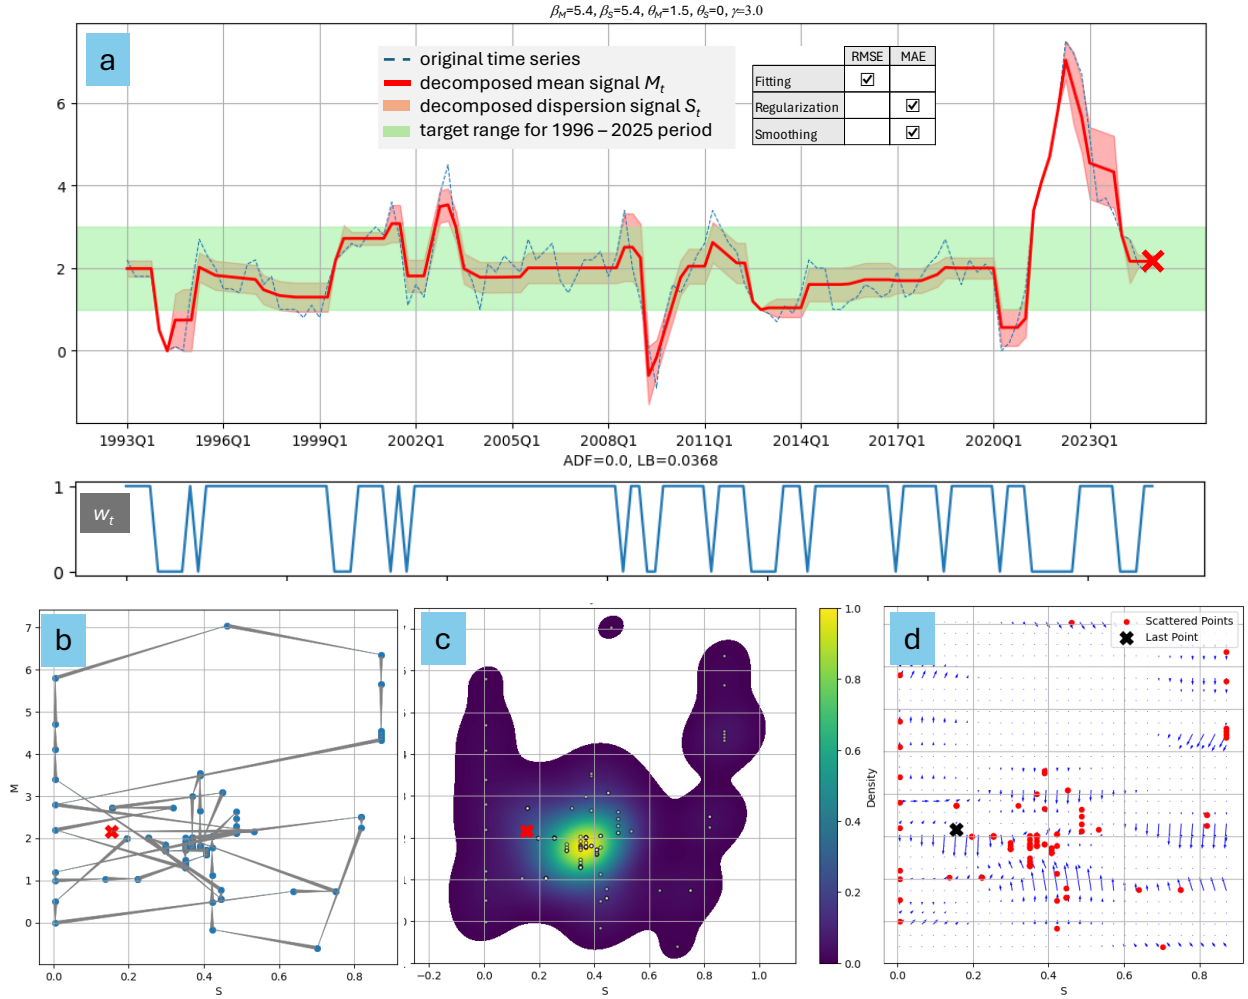 β_M=5.4, β_S=5.4, θ_M=1.5, θ_S=0, γ=3.0
a
original time series
decomposed mean signal M_t
decomposed dispersion signal S_t
target range for 1996 – 2025 period
RMSE MAE
Fitting ☑
Regularization ☑
Smoothing ☑
6
4
2
0
1993Q1 1996Q1 1999Q1 2002Q1 2005Q1 2008Q1 2011Q1 2014Q1 2017Q1 2020Q1 2023Q1
ADF=0.0, LB=0.0368
1
w_t
0
b
7
6
5
4
3
2
1
0
M
0.0 0.2 0.4 0.6 0.8
S
c
−0.2 0.0 0.2 0.4 0.6 0.8 1.0
S
1.0
0.8
0.6
0.4
0.2
0.0
Density
d
Scattered Points
Last Point
0.0 0.4 0.8
S